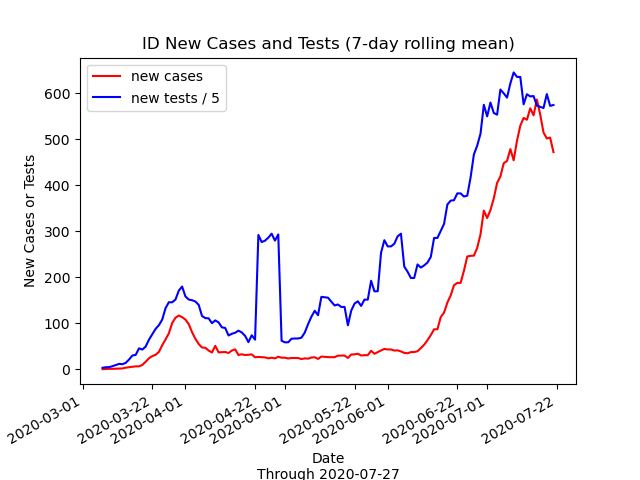 ID New Cases and Tests (7-day rolling mean)
new cases
new tests / 5
New Cases or Tests
600
500
400
300
200
100
0
2020-03-01
2020-03-22
2020-04-01
2020-04-22
2020-05-01
2020-05-22
2020-06-01
2020-06-22
2020-07-01
2020-07-22
Date
Through 2020-07-27